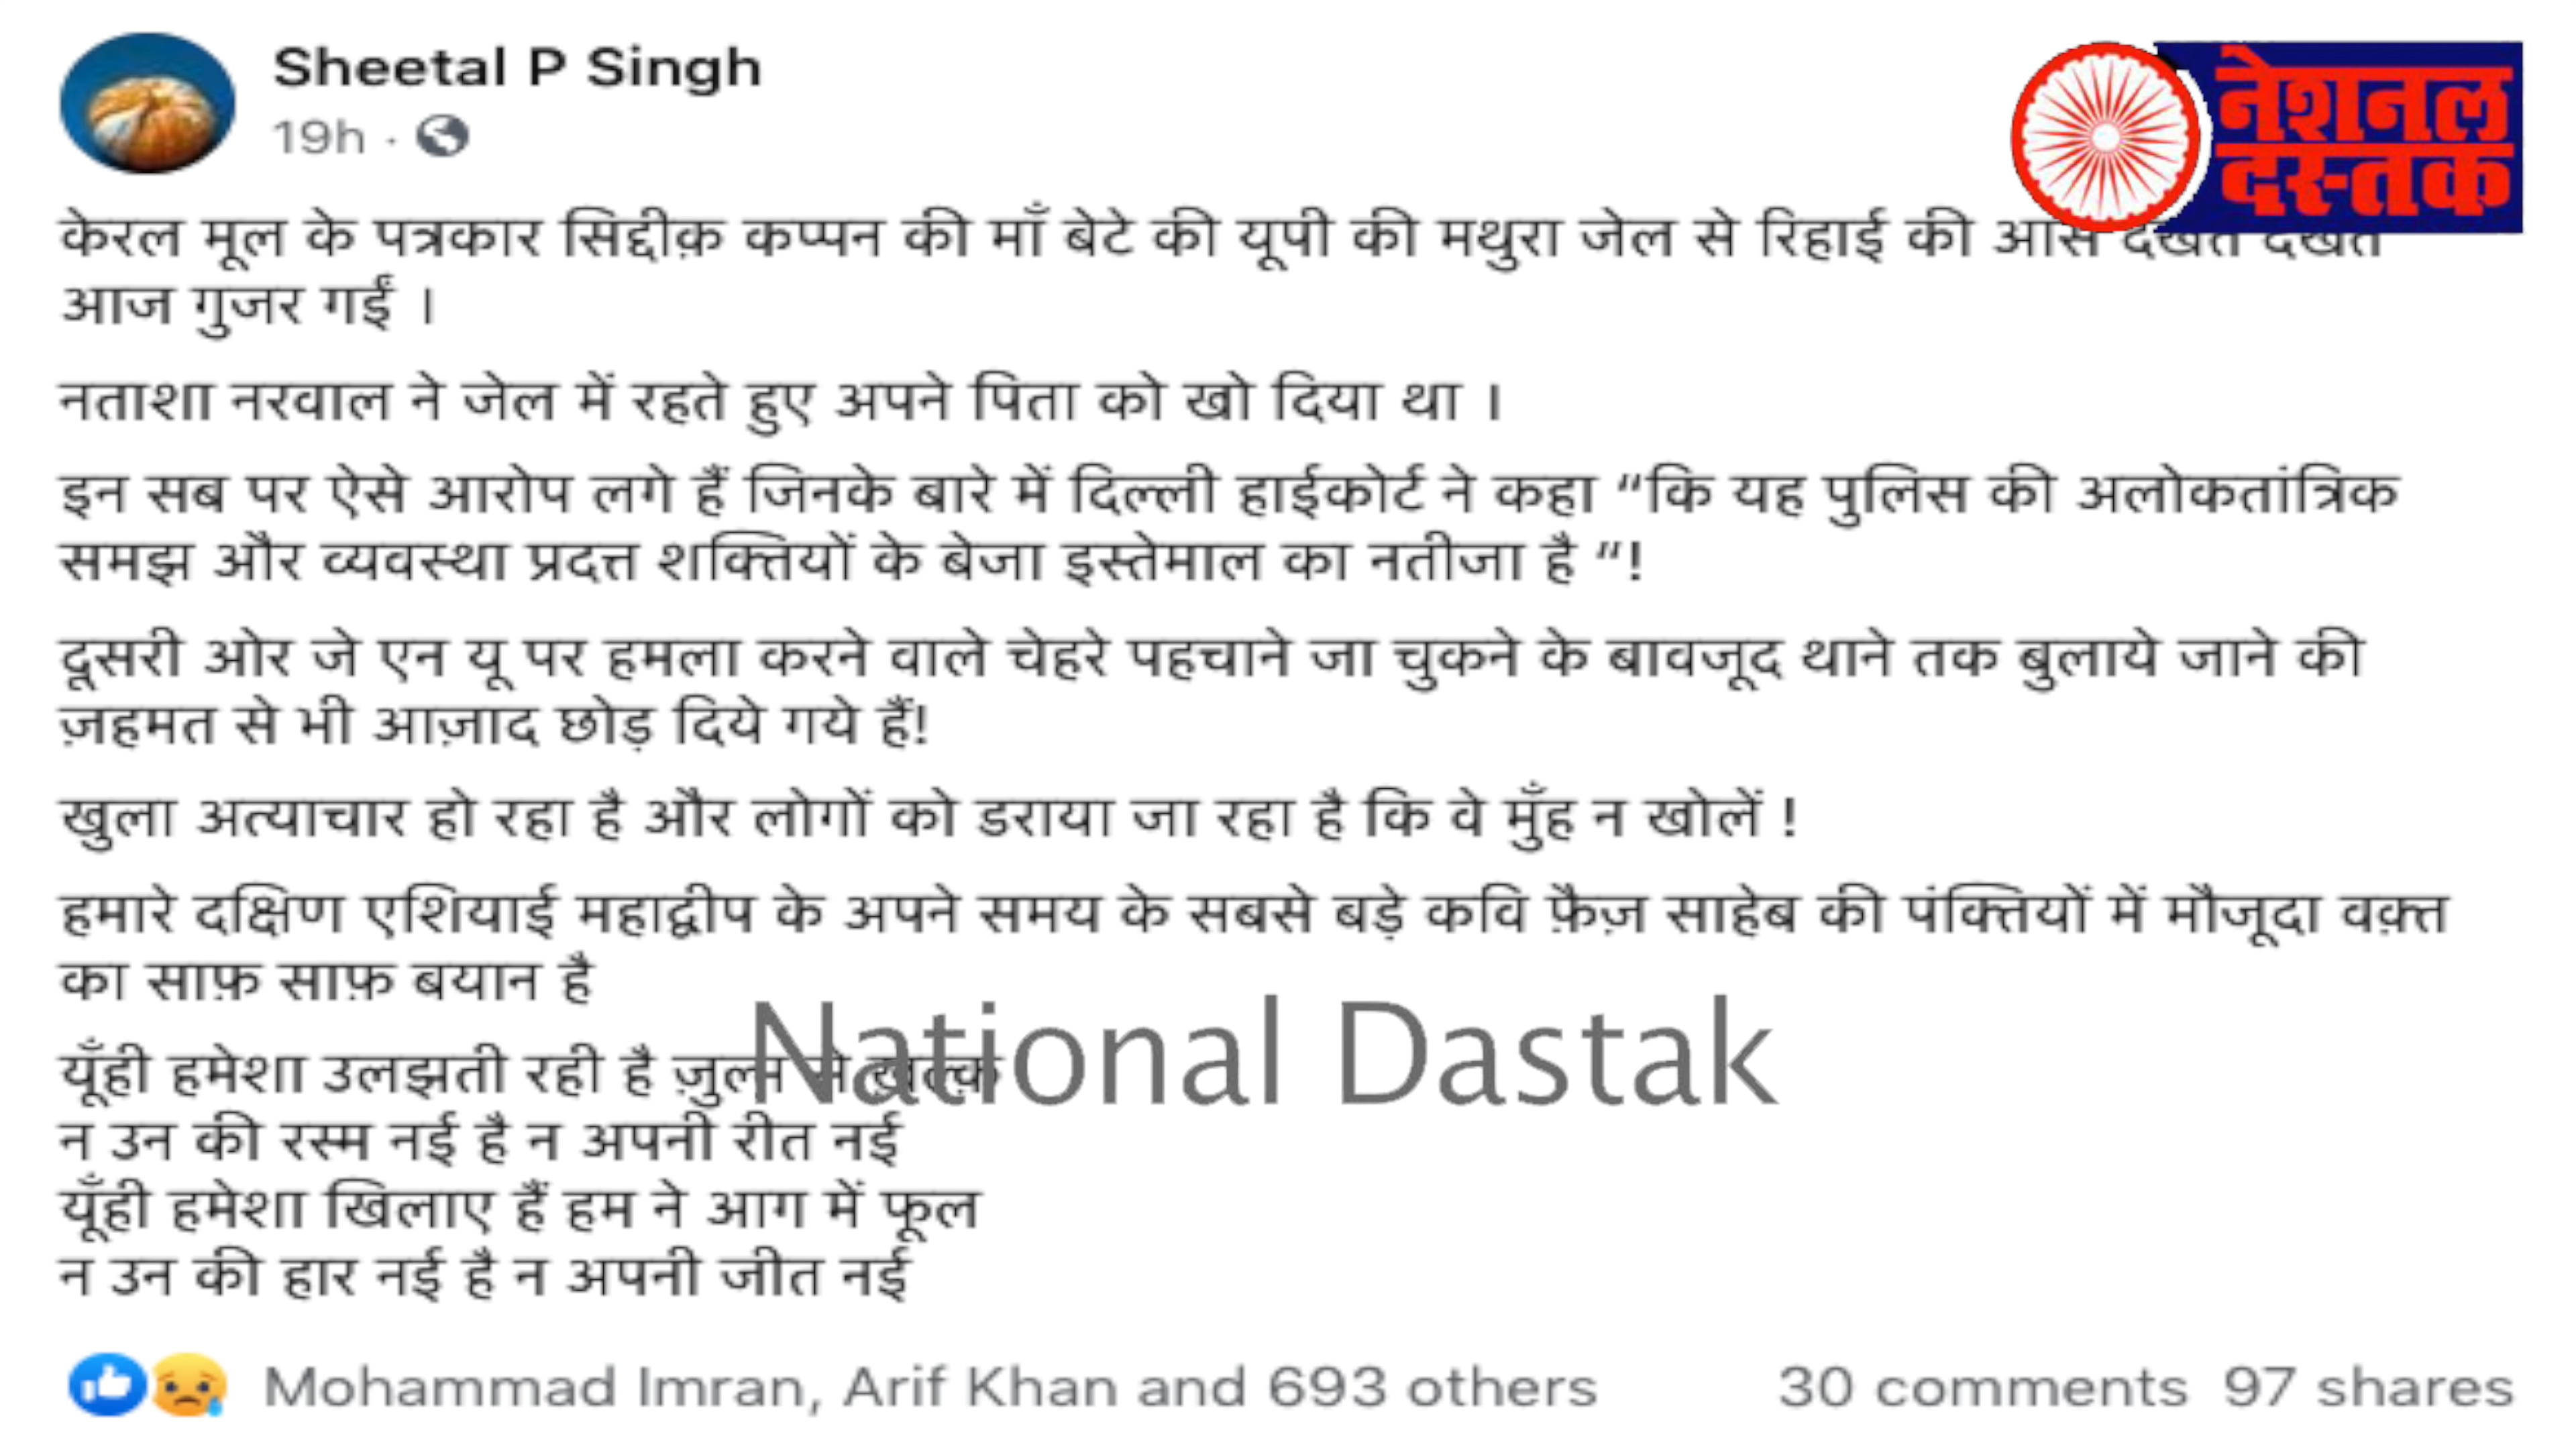 Sheetal P Singh
19h ·
नेशनल
दस्तक
केरल मूल के पत्रकार सिद्दीक़ कप्पन की माँ बेटे की यूपी की मथुरा जेल से रिहाई की आस देखते देखते
आज गुजर गईं ।
नताशा नरवाल ने जेल में रहते हुए अपने पिता को खो दिया था ।
इन सब पर ऐसे आरोप लगे हैं जिनके बारे में दिल्ली हाईकोर्ट ने कहा “कि यह पुलिस की अलोकतांत्रिक
समझ और व्यवस्था प्रदत्त शक्तियों के बेजा इस्तेमाल का नतीजा है “!
दूसरी ओर जे एन यू पर हमला करने वाले चेहरे पहचाने जा चुकने के बावजूद थाने तक बुलाये जाने की
ज़हमत से भी आज़ाद छोड़ दिये गये हैं!
खुला अत्याचार हो रहा है और लोगों को डराया जा रहा है कि वे मुँह न खोलें !
हमारे दक्षिण एशियाई महाद्वीप के अपने समय के सबसे बड़े कवि फ़ैज़ साहेब की पंक्तियों में मौजूदा वक़्त
का साफ़ साफ़ बयान है
National Dastak
यूँही हमेशा उलझती रही है ज़ुल्म से ख़ल्क़
न उन की रस्म नई है न अपनी रीत नई
यूँही हमेशा खिलाए हैं हम ने आग में फूल
न उन की हार नई है न अपनी जीत नई
Mohammad Imran, Arif Khan and 693 others 30 comments 97 shares